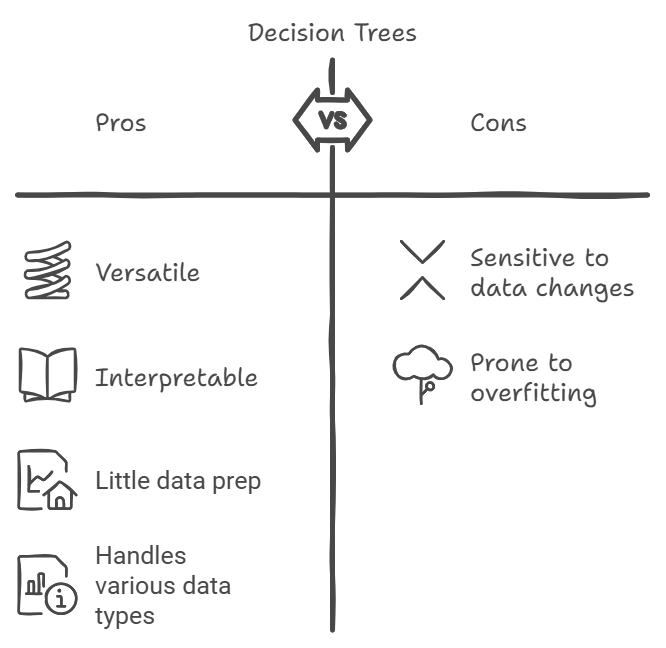 Decision Trees
Pros
VS
Cons
Versatile
Interpretable
Little data prep
Handles
various data
types
Sensitive to
data changes
Prone to
overfitting